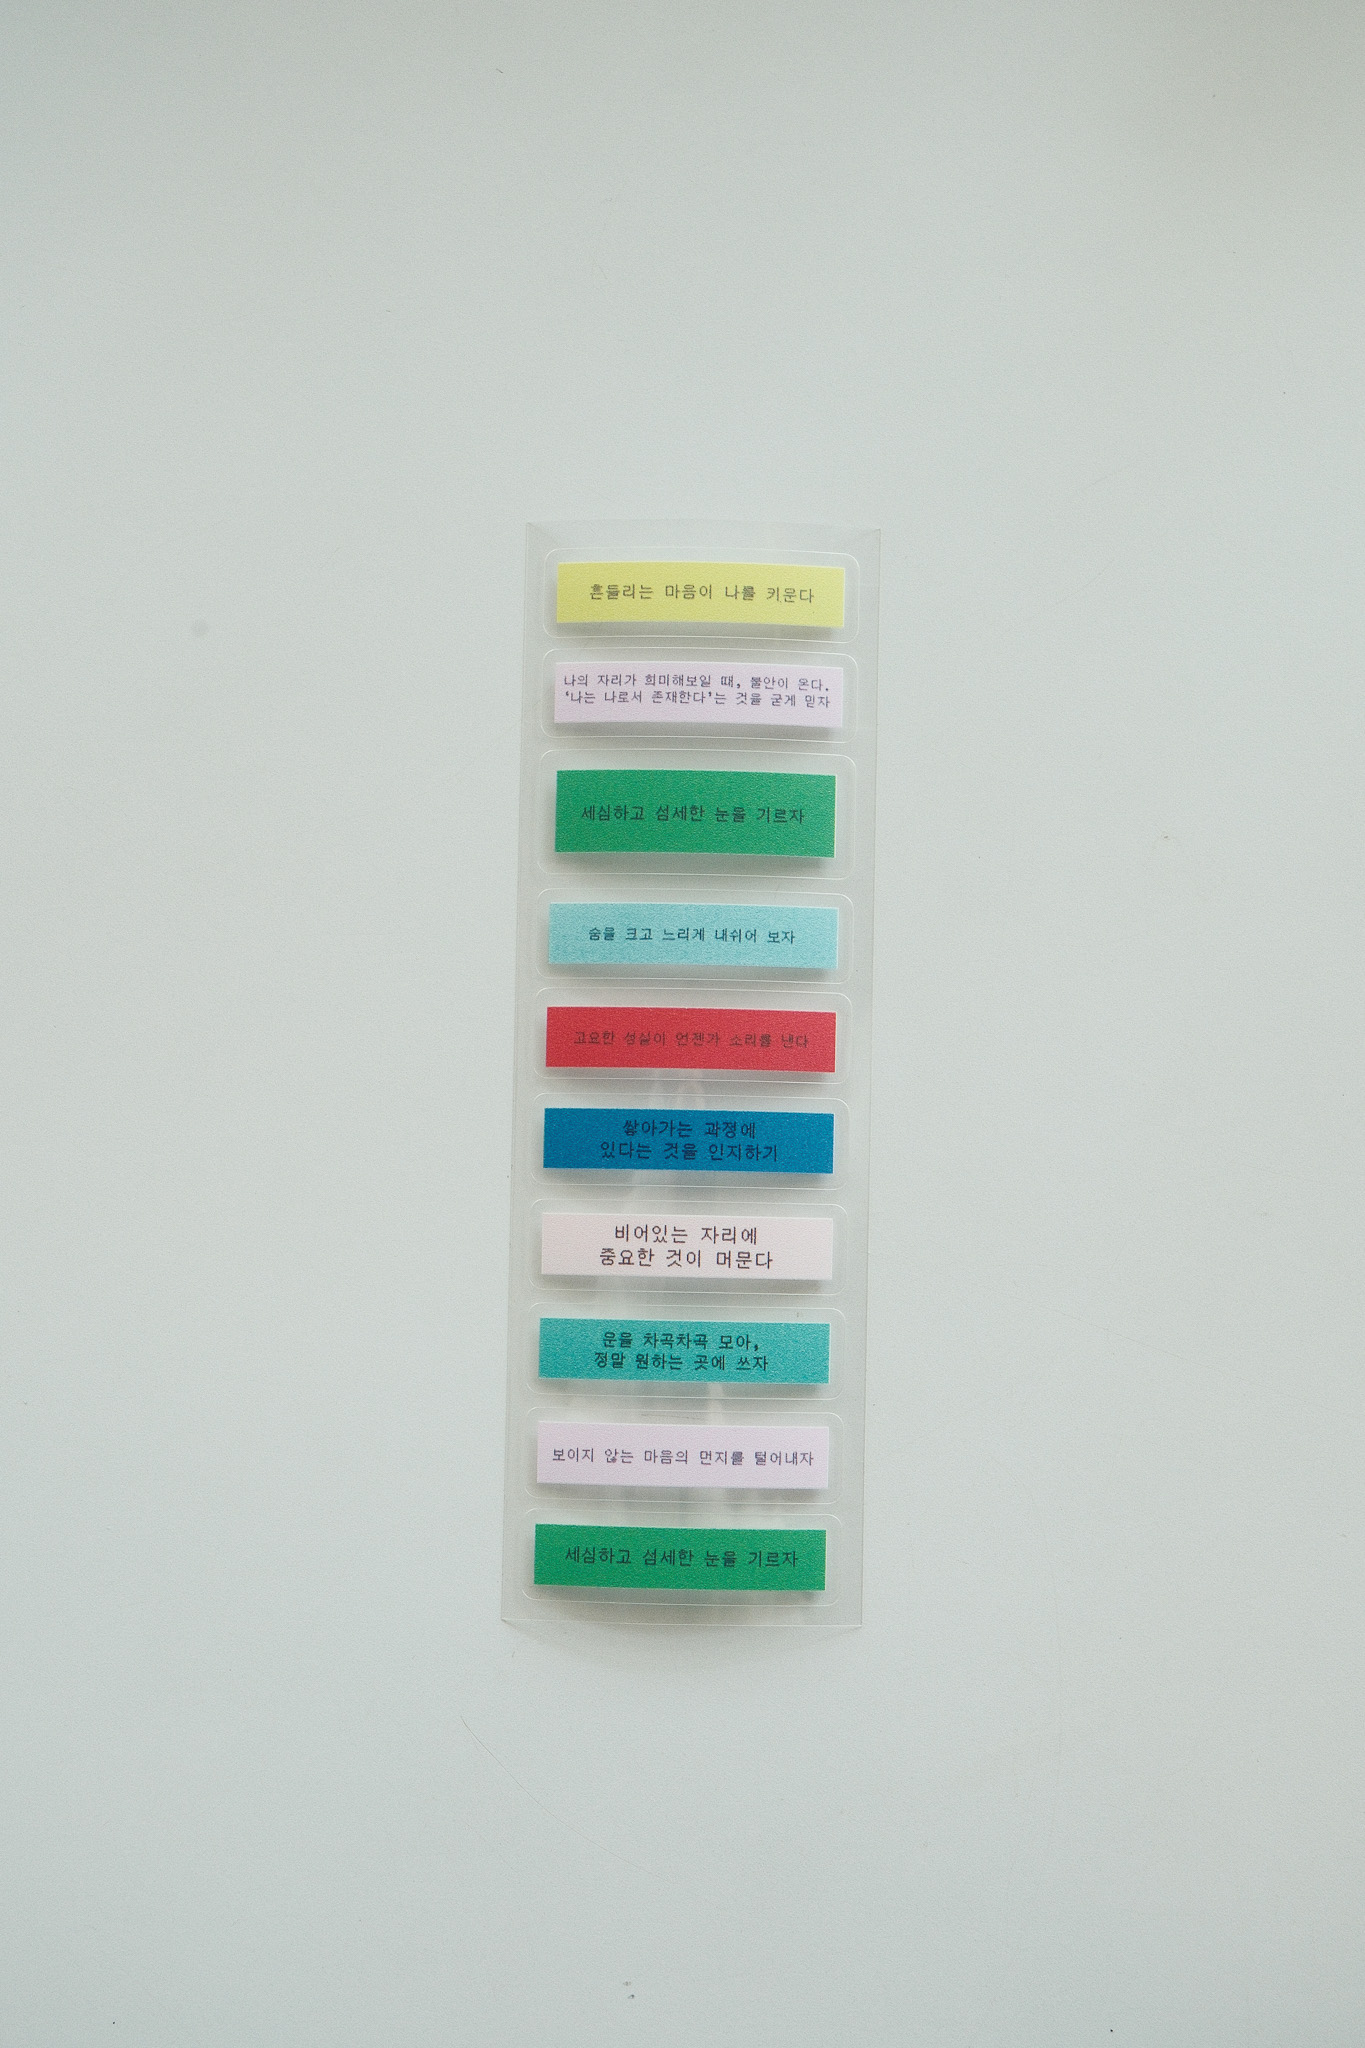 흔들리는 마음이 나를 키운다
나의 자리가 희미해보일 때, 불안이 온다.
'나는 나로서 존재한다'는 것을 굳게 믿자
세심하고 섬세한 눈을 기르자
숨을 크고 느리게 내쉬어 보자
고요한 성실이 언젠가 소리를 낸다
쌓아가는 과정에
있다는 것을 인지하기
비어있는 자리에
중요한 것이 머문다
운을 차곡차곡 모아,
정말 원하는 곳에 쓰자
보이지 않는 마음의 먼지를 털어내자
세심하고 섬세한 눈을 기르자